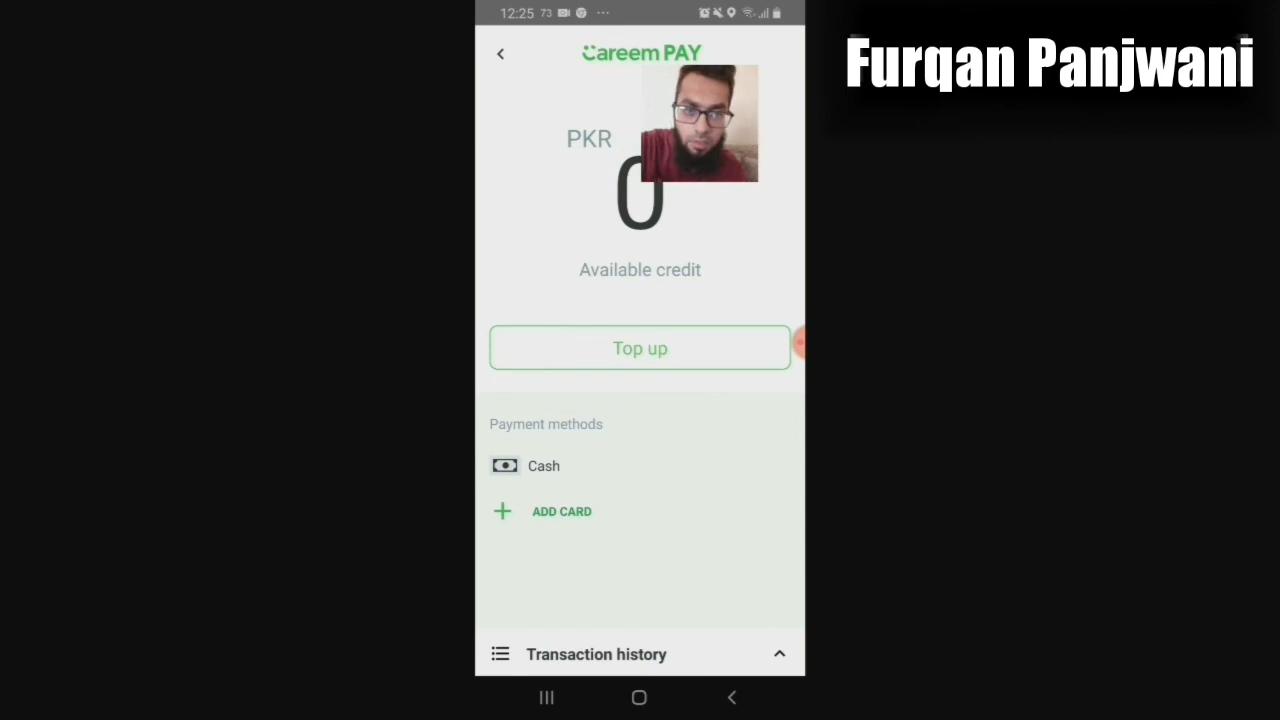 12:25 73
Careem PAY
Furqan Panjwani
PKR
0
Available credit
Top up
Payment methods
Cash
ADD CARD
Transaction history